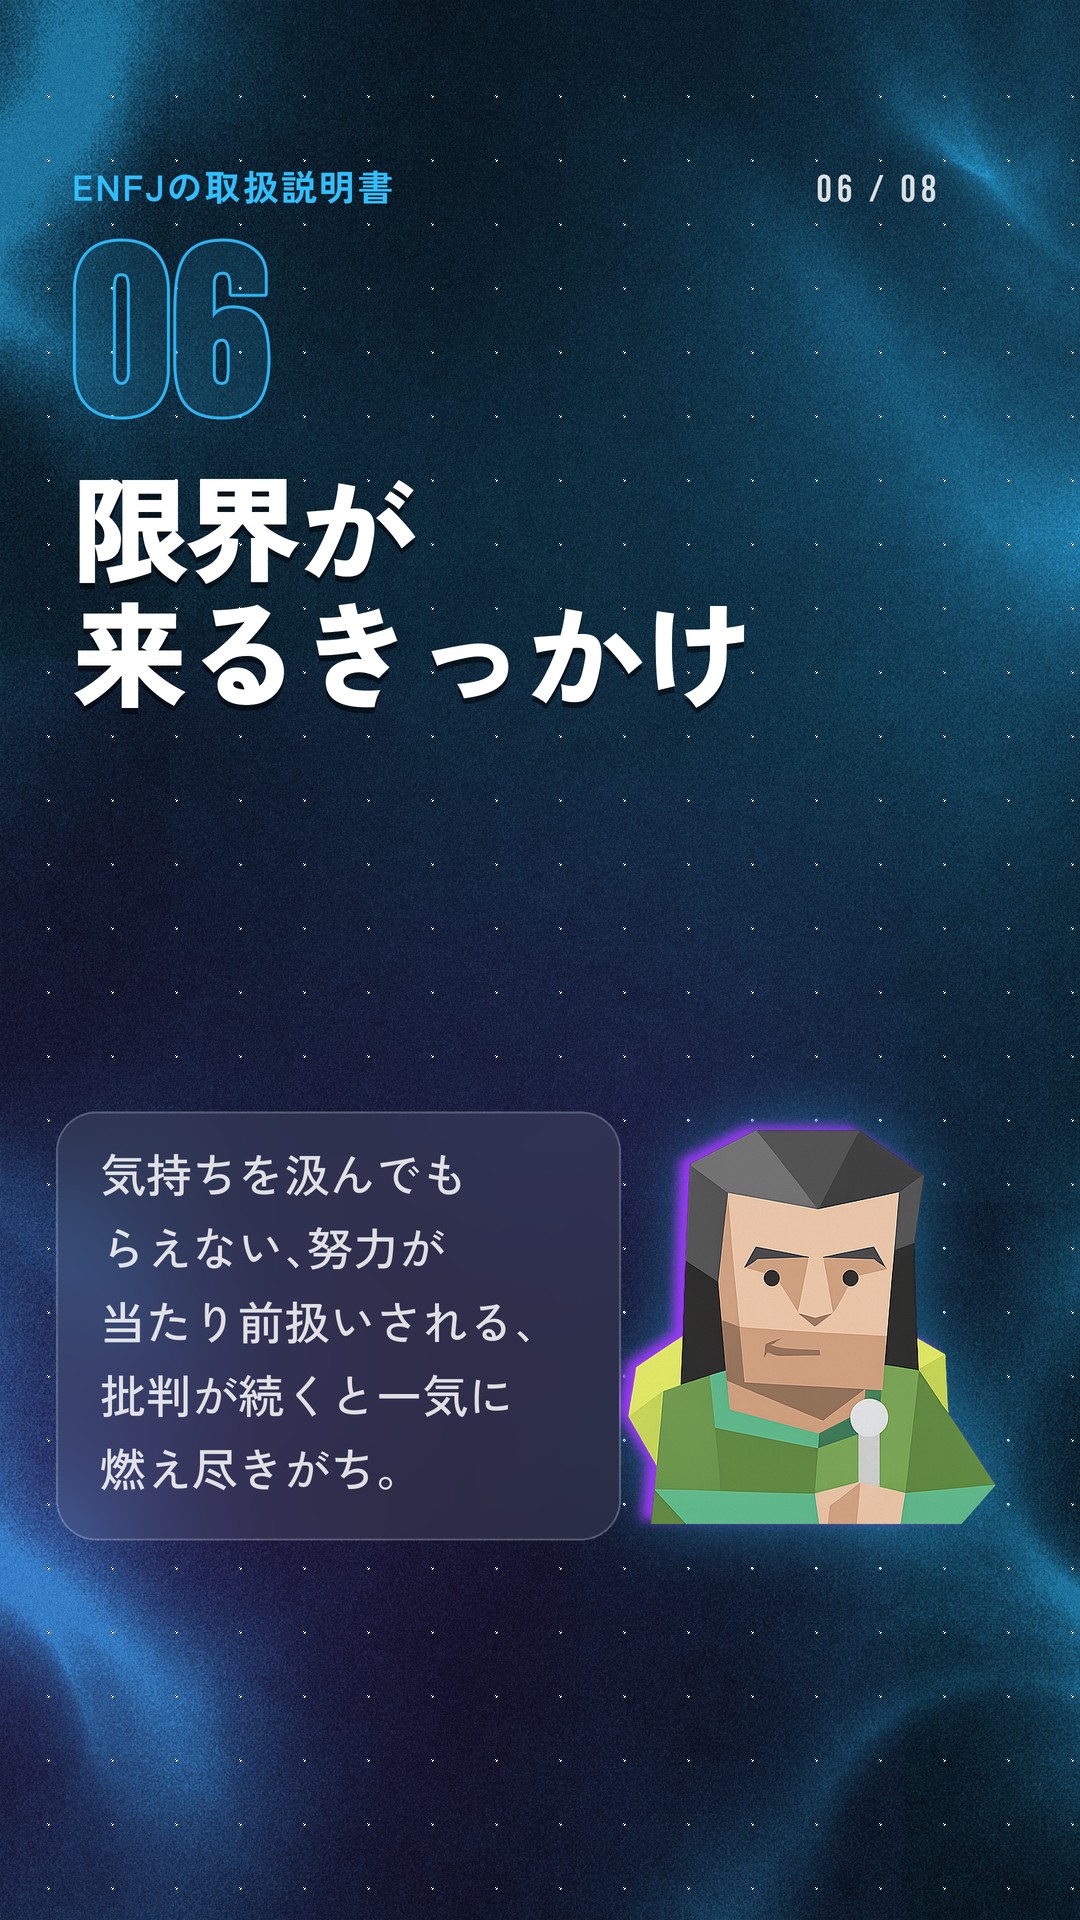 ENFJの取扱説明書
06 / 08
06
限界が
来るきっかけ
気持ちを汲んでも
らえない、努力が
当たり前扱いされる、
批判が続くと一気に
燃え尽きがち。